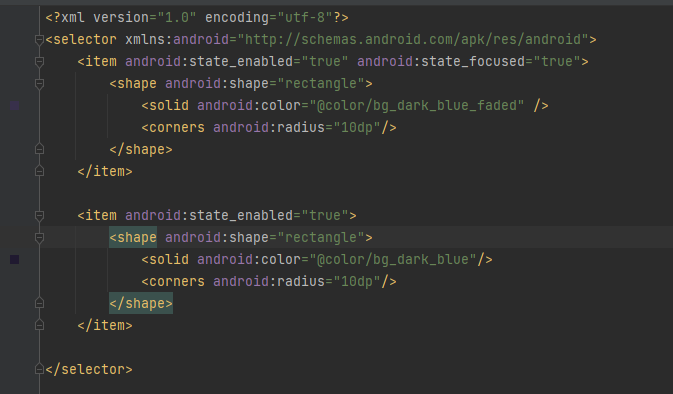 <?xml version="1.0" encoding="utf-8"?>
<selector xmlns:android="http://schemas.android.com/apk/res/android">
    <item android:state_enabled="true" android:state_focused="true">
        <shape android:shape="rectangle">
            <solid android:color="@color/bg_dark_blue_faded" />
            <corners android:radius="10dp"/>
        </shape>
    </item>

    <item android:state_enabled="true">
        <shape android:shape="rectangle">
            <solid android:color="@color/bg_dark_blue"/>
            <corners android:radius="10dp"/>
        </shape>
    </item>

</selector>